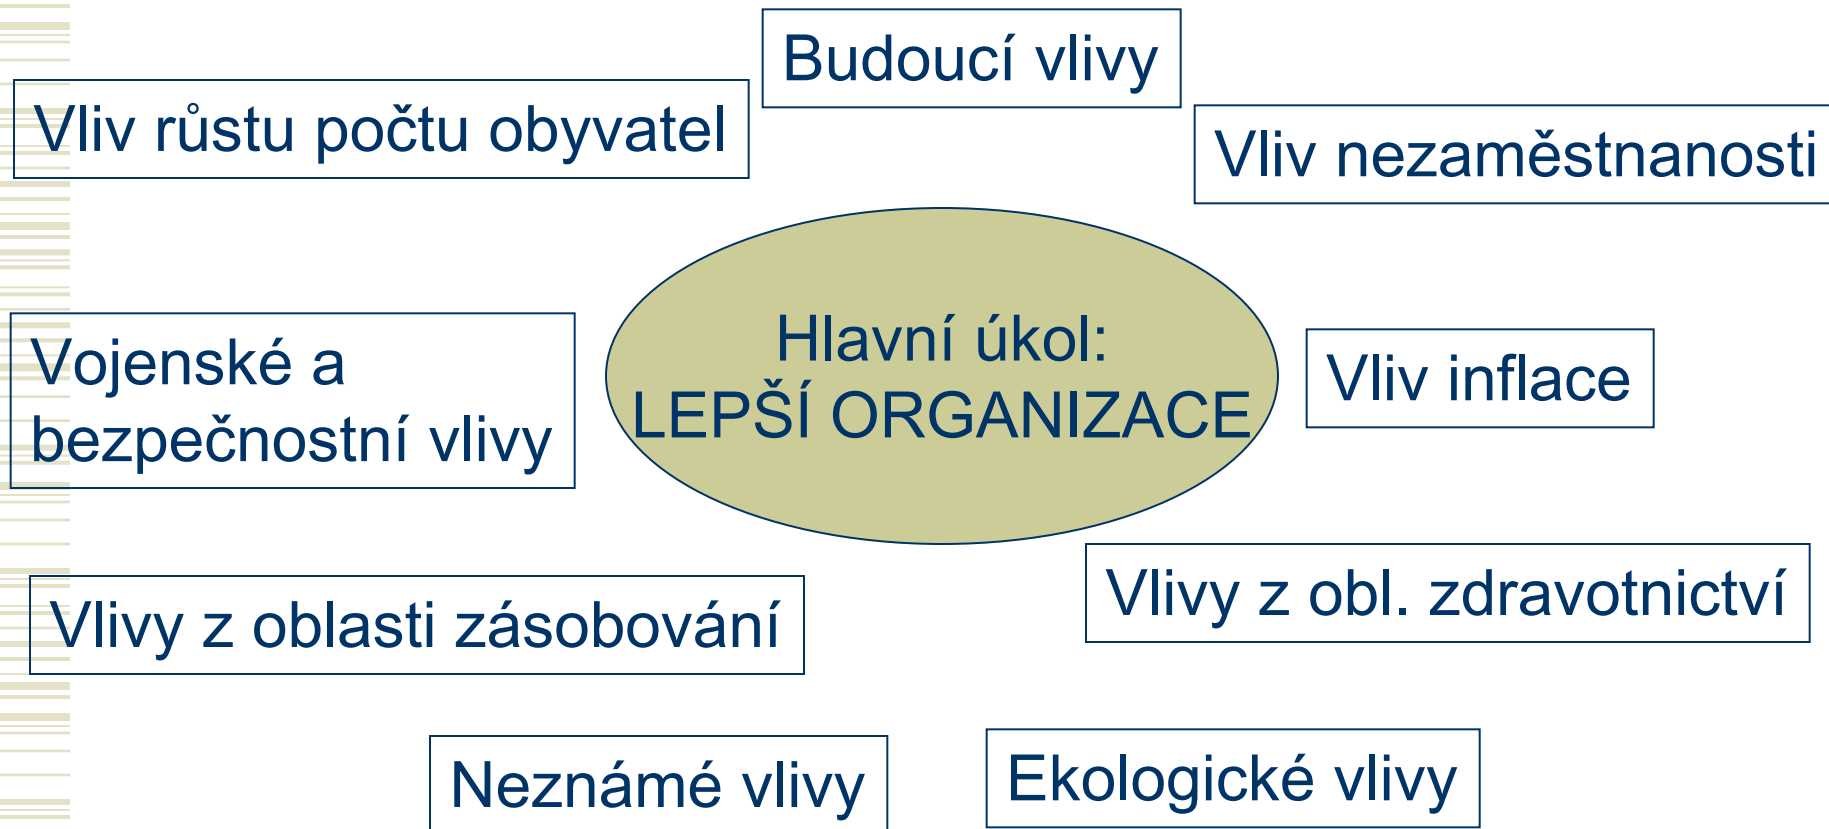 Budoucí vlivy
Vliv růstu počtu obyvatel
Vliv nezaměstnanosti
Hlavní úkol:
LEPŠÍ ORGANIZACE
Vojenské a
bezpečnostní vlivy
Vliv inflace
Vlivy z oblasti zásobování
Vlivy z obl. zdravotnictví
Neznámé vlivy
Ekologické vlivy